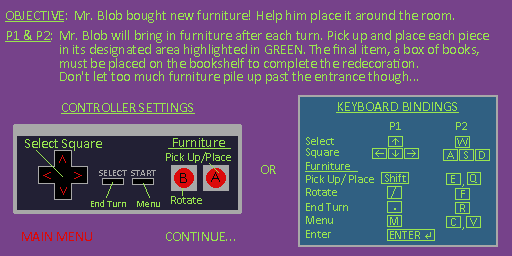 OBJECTIVE: Mr. Blob bought new furniture! Help him place it around the room.
P1 & P2: Mr. Blob will bring in furniture after each turn. Pick up and place each piece
in its designated area highlighted in GREEN. The final item, a box of books,
must be placed on the bookshelf to complete the redecoration.
Don't let too much furniture pile up past the entrance though...
CONTROLLER SETTINGS
Select Square
Furniture
Pick Up/Place
SELECT START
B A
End Turn Menu
Rotate
OR
KEYBOARD BINDINGS
P1 P2
Select ↑ W
Square ← ↓ → A S D
Furniture
Pick Up/Place Shift E, Q
Rotate / F
End Turn . R
Menu M C, V
Enter ENTER ↵
MAIN MENU
CONTINUE...